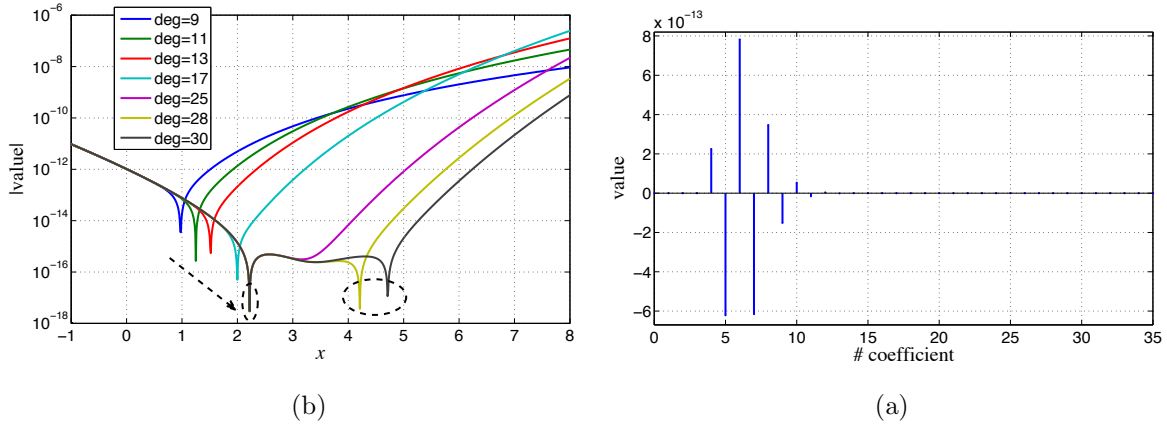 10^−6
10^−8
10^−10
10^−12
10^−14
10^−16
10^−18
|value|
deg=9
deg=11
deg=13
deg=17
deg=25
deg=28
deg=30
−1 0 1 2 3 4 5 6 7 8
x
(b)
x 10^−13
8
6
4
2
0
−2
−4
−6
value
0 5 10 15 20 25 30 35
# coefficient
(a)